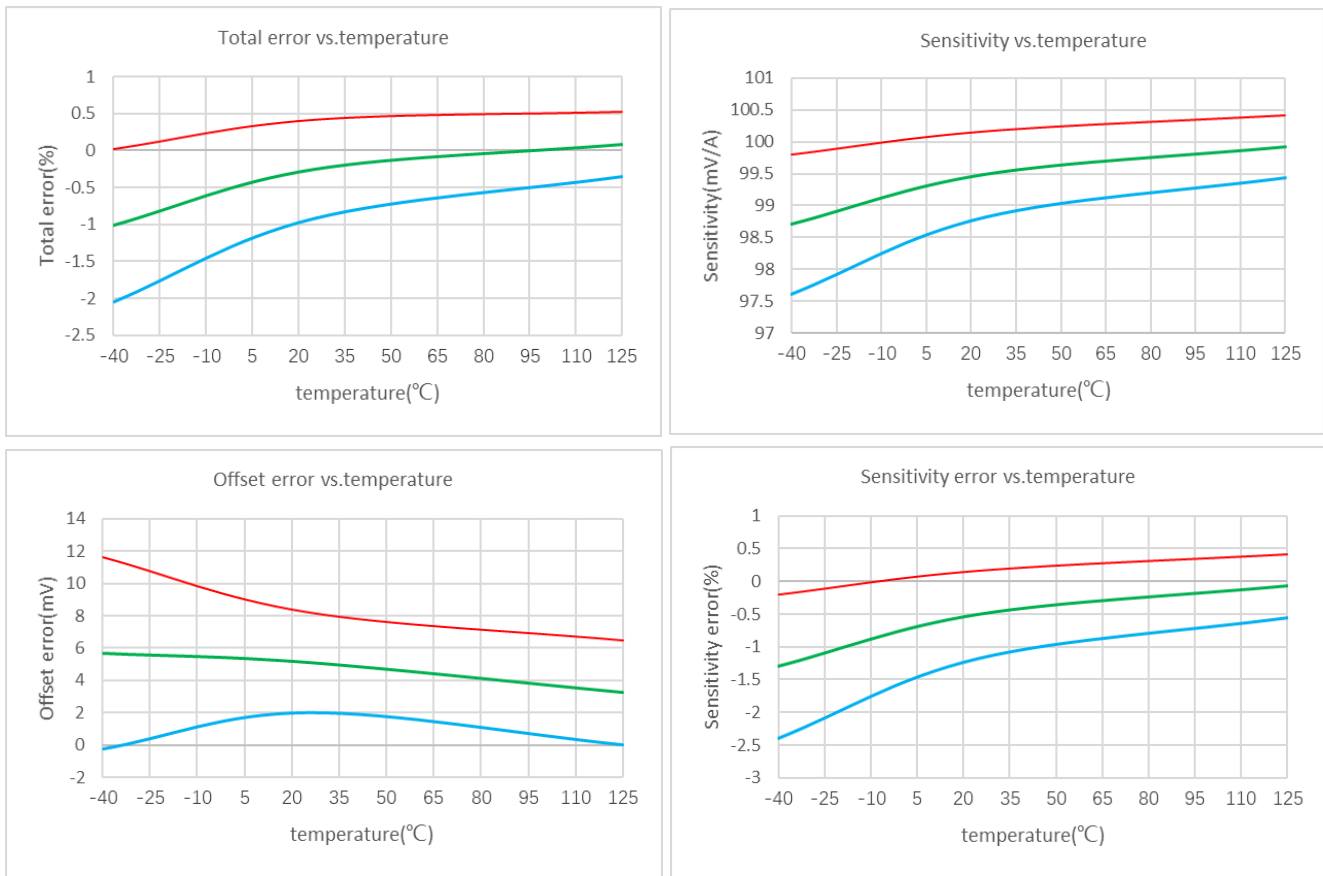 Total error vs.temperature
Total error(%)
1
0.5
0
-0.5
-1
-1.5
-2
-2.5
-40 -25 -10 5 20 35 50 65 80 95 110 125
temperature(℃)
Sensitivity vs.temperature
Sensitivity(mV/A)
101
100.5
100
99.5
99
98.5
98
97.5
97
-40 -25 -10 5 20 35 50 65 80 95 110 125
temperature(℃)
Offset error vs.temperature
Offset error(mV)
14
12
10
8
6
4
2
0
-2
-40 -25 -10 5 20 35 50 65 80 95 110 125
temperature(℃)
Sensitivity error vs.temperature
Sensitivity error(%)
1
0.5
0
-0.5
-1
-1.5
-2
-2.5
-3
-40 -25 -10 5 20 35 50 65 80 95 110 125
temperature(℃)